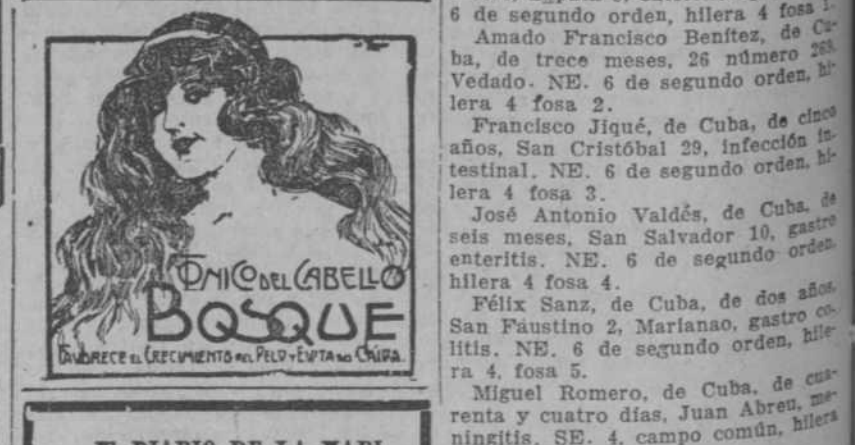 TONICO DEL CABELLO
BOSQUE
FAVORECE EL CRECIMIENTO DEL PELO Y EVITA SU CAIDA.
EL DIARIO DE LA MARI-
6 de segundo orden, hilera 4 fosa 1.
Amado Francisco Benítez, de Cu-
ba, de trece meses, 26 número 269,
Vedado. NE. 6 de segundo orden, hi-
lera 4 fosa 2.
Francisco Jiqué, de Cuba, de cinco
años, San Cristóbal 29, infección in-
testinal. NE. 6 de segundo orden, hi-
lera 4 fosa 3.
José Antonio Valdés, de Cuba, de
seis meses, San Salvador 10, gastro
enteritis. NE. 6 de segundo orden,
hilera 4 fosa 4.
Félix Sanz, de Cuba, de dos años,
San Faustino 2, Marianao, gastro co-
litis. NE. 6 de segundo orden, hile-
ra 4, fosa 5.
Miguel Romero, de Cuba, de cua-
renta y cuatro días, Juan Abreu, me-
ningitis. SE. 4, campo común, hilera